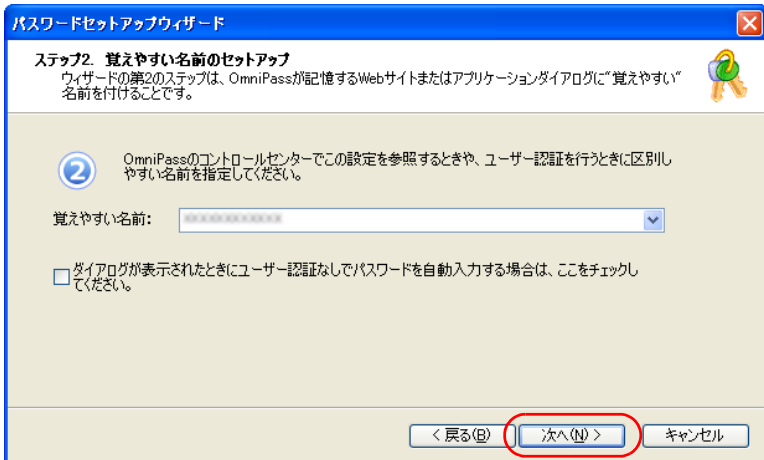 パスワードセットアップウィザード
ステップ2. 覚えやすい名前のセットアップ
ウィザードの第2のステップは、OmniPassが記憶するWebサイトまたはアプリケーションダイアログに“覚えやすい”
名前を付けることです。
2
OmniPassのコントロールセンターでこの設定を参照するときや、ユーザー認証を行うときに区別し
やすい名前を指定してください。
覚えやすい名前:
ダイアログが表示されたときにユーザー認証なしでパスワードを自動入力する場合は、ここをチェックし
てください。
< 戻る(B) 次へ(N) > キャンセル